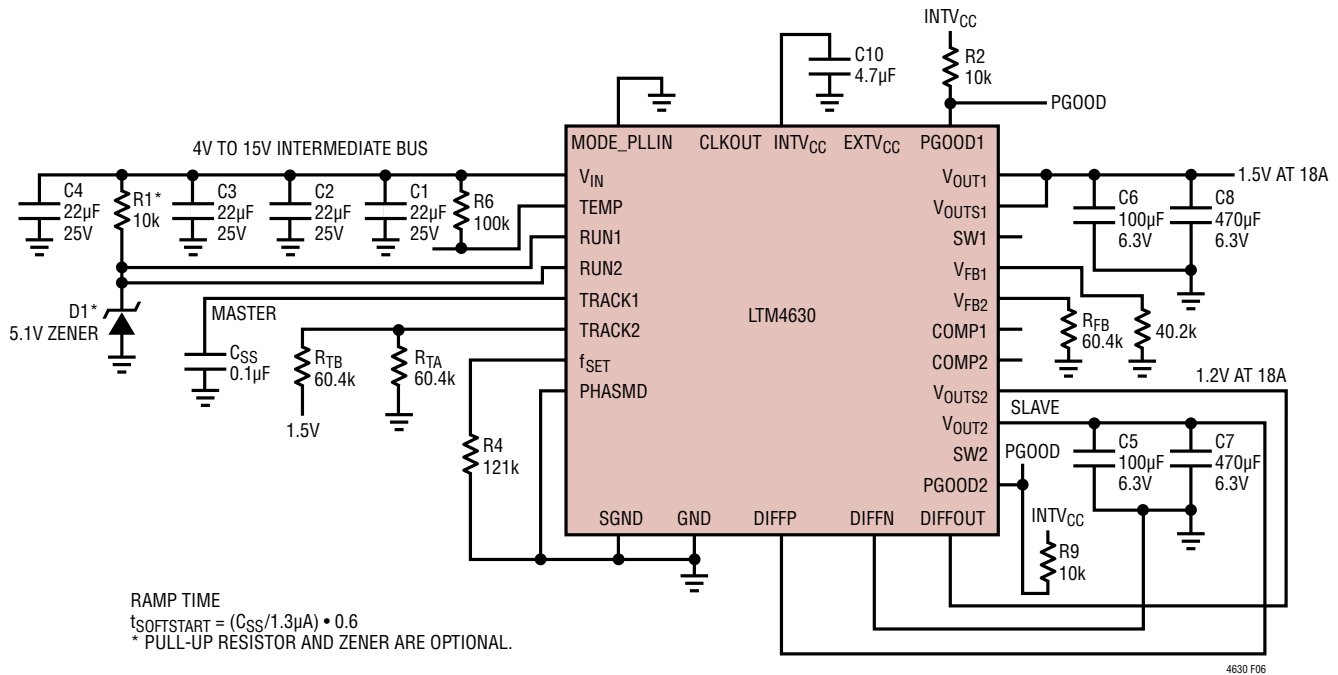 INTVCC
C10
4.7µF
R2
10k
PGOOD
4V TO 15V INTERMEDIATE BUS
MODE_PLLIN CLKOUT INTVCC EXTVCC PGOOD1
C4
22µF
25V
R1*
10k
C3
22µF
25V
C2
22µF
25V
C1
22µF
25V
R6
100k
VIN
TEMP
RUN1
RUN2
TRACK1
TRACK2
fSET
PHASMD
LTM4630
VOUT1
VOUTS1
SW1
VFB1
VFB2
COMP1
COMP2
VOUTS2
VOUT2
SW2
PGOOD2
SGND GND DIFFP DIFFN DIFFOUT
1.5V AT 18A
C6
100µF
6.3V
C8
470µF
6.3V
D1*
5.1V ZENER
MASTER
CSS
0.1µF
RTB
60.4k
1.5V
RTA
60.4k
R4
121k
RFB
60.4k
40.2k
1.2V AT 18A
SLAVE
PGOOD
C5
100µF
6.3V
C7
470µF
6.3V
INTVCC
R9
10k
RAMP TIME
tSOFTSTART = (CSS/1.3µA) • 0.6
* PULL-UP RESISTOR AND ZENER ARE OPTIONAL.
4630 F06